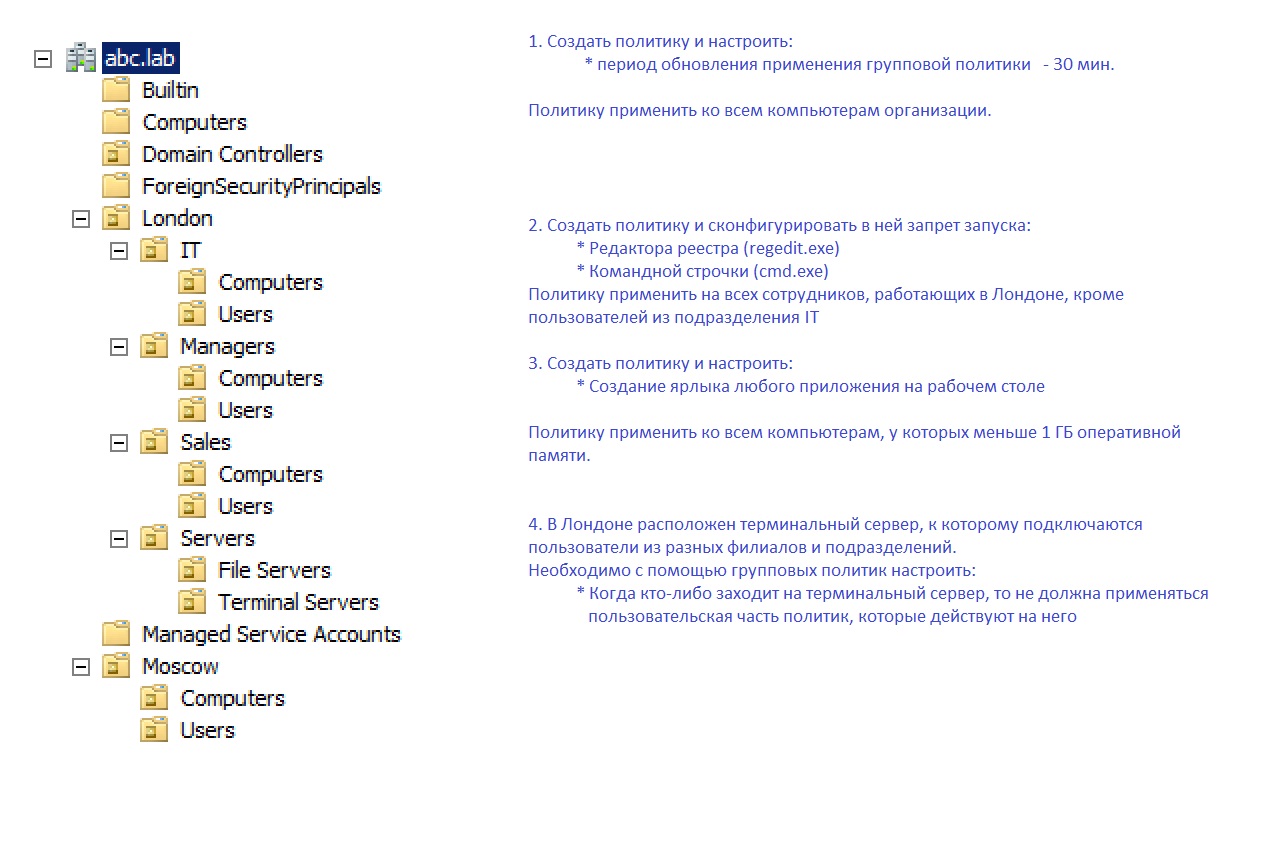 abc.lab
Builtin
Computers
Domain Controllers
ForeignSecurityPrincipals
London
IT
Computers
Users
Managers
Computers
Users
Sales
Computers
Users
Servers
File Servers
Terminal Servers
Managed Service Accounts
Moscow
Computers
Users
1. Создать политику и настроить:
* период обновления применения групповой политики - 30 мин.
Политику применить ко всем компьютерам организации.
2. Создать политику и сконфигурировать в ней запрет запуска:
* Редактора реестра (regedit.exe)
* Командной строчки (cmd.exe)
Политику применить на всех сотрудников, работающих в Лондоне, кроме
пользователей из подразделения IT
3. Создать политику и настроить:
* Создание ярлыка любого приложения на рабочем столе
Политику применить ко всем компьютерам, у которых меньше 1 ГБ оперативной
памяти.
4. В Лондоне расположен терминальный сервер, к которому подключаются
пользователи из разных филиалов и подразделений.
Необходимо с помощью групповых политик настроить:
* Когда кто-либо заходит на терминальный сервер, то не должна применяться
пользовательская часть политик, которые действуют на него